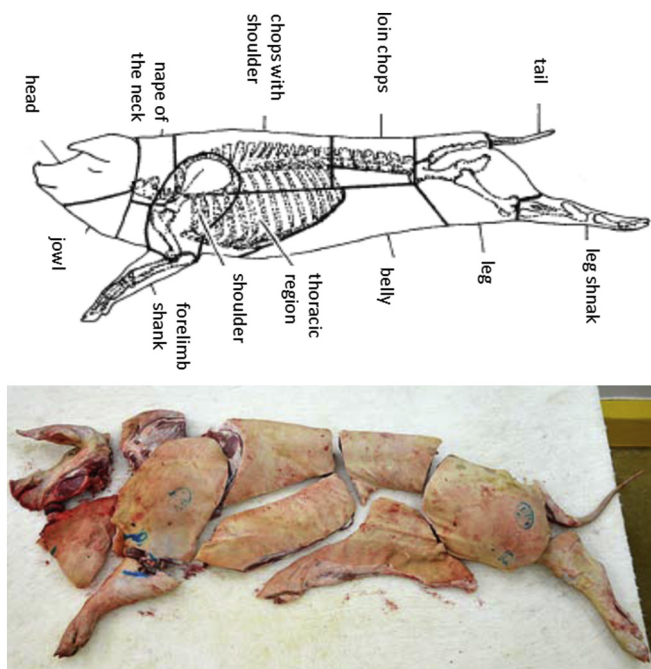 head
nape of
the neck
chops with
shoulder
loin chops
tail
jowl
forelimb
shank
shoulder
thoracic
region
belly
leg
leg shnak